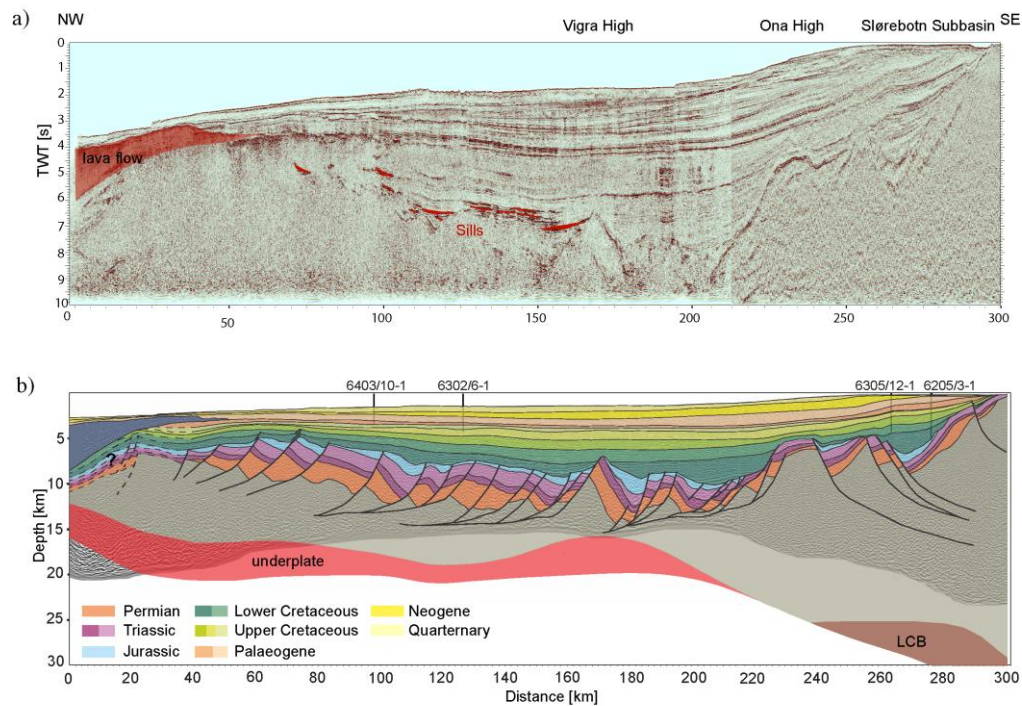 a)
NW
Vigra High
Ona High
Slørebotn Subbasin
SE
TWT [s]
0
1
2
3
4
5
6
7
8
9
10
lava flow
Sills
0
50
100
150
200
250
300
b)
6403/10-1
6302/6-1
6305/12-1
6205/3-1
Depth [km]
5
10
15
20
25
30
?
underplate
LCB
Permian
Triassic
Jurassic
Lower Cretaceous
Upper Cretaceous
Palaeogene
Neogene
Quarternary
0
20
40
60
80
100
120
140
160
180
200
220
240
260
280
300
Distance [km]